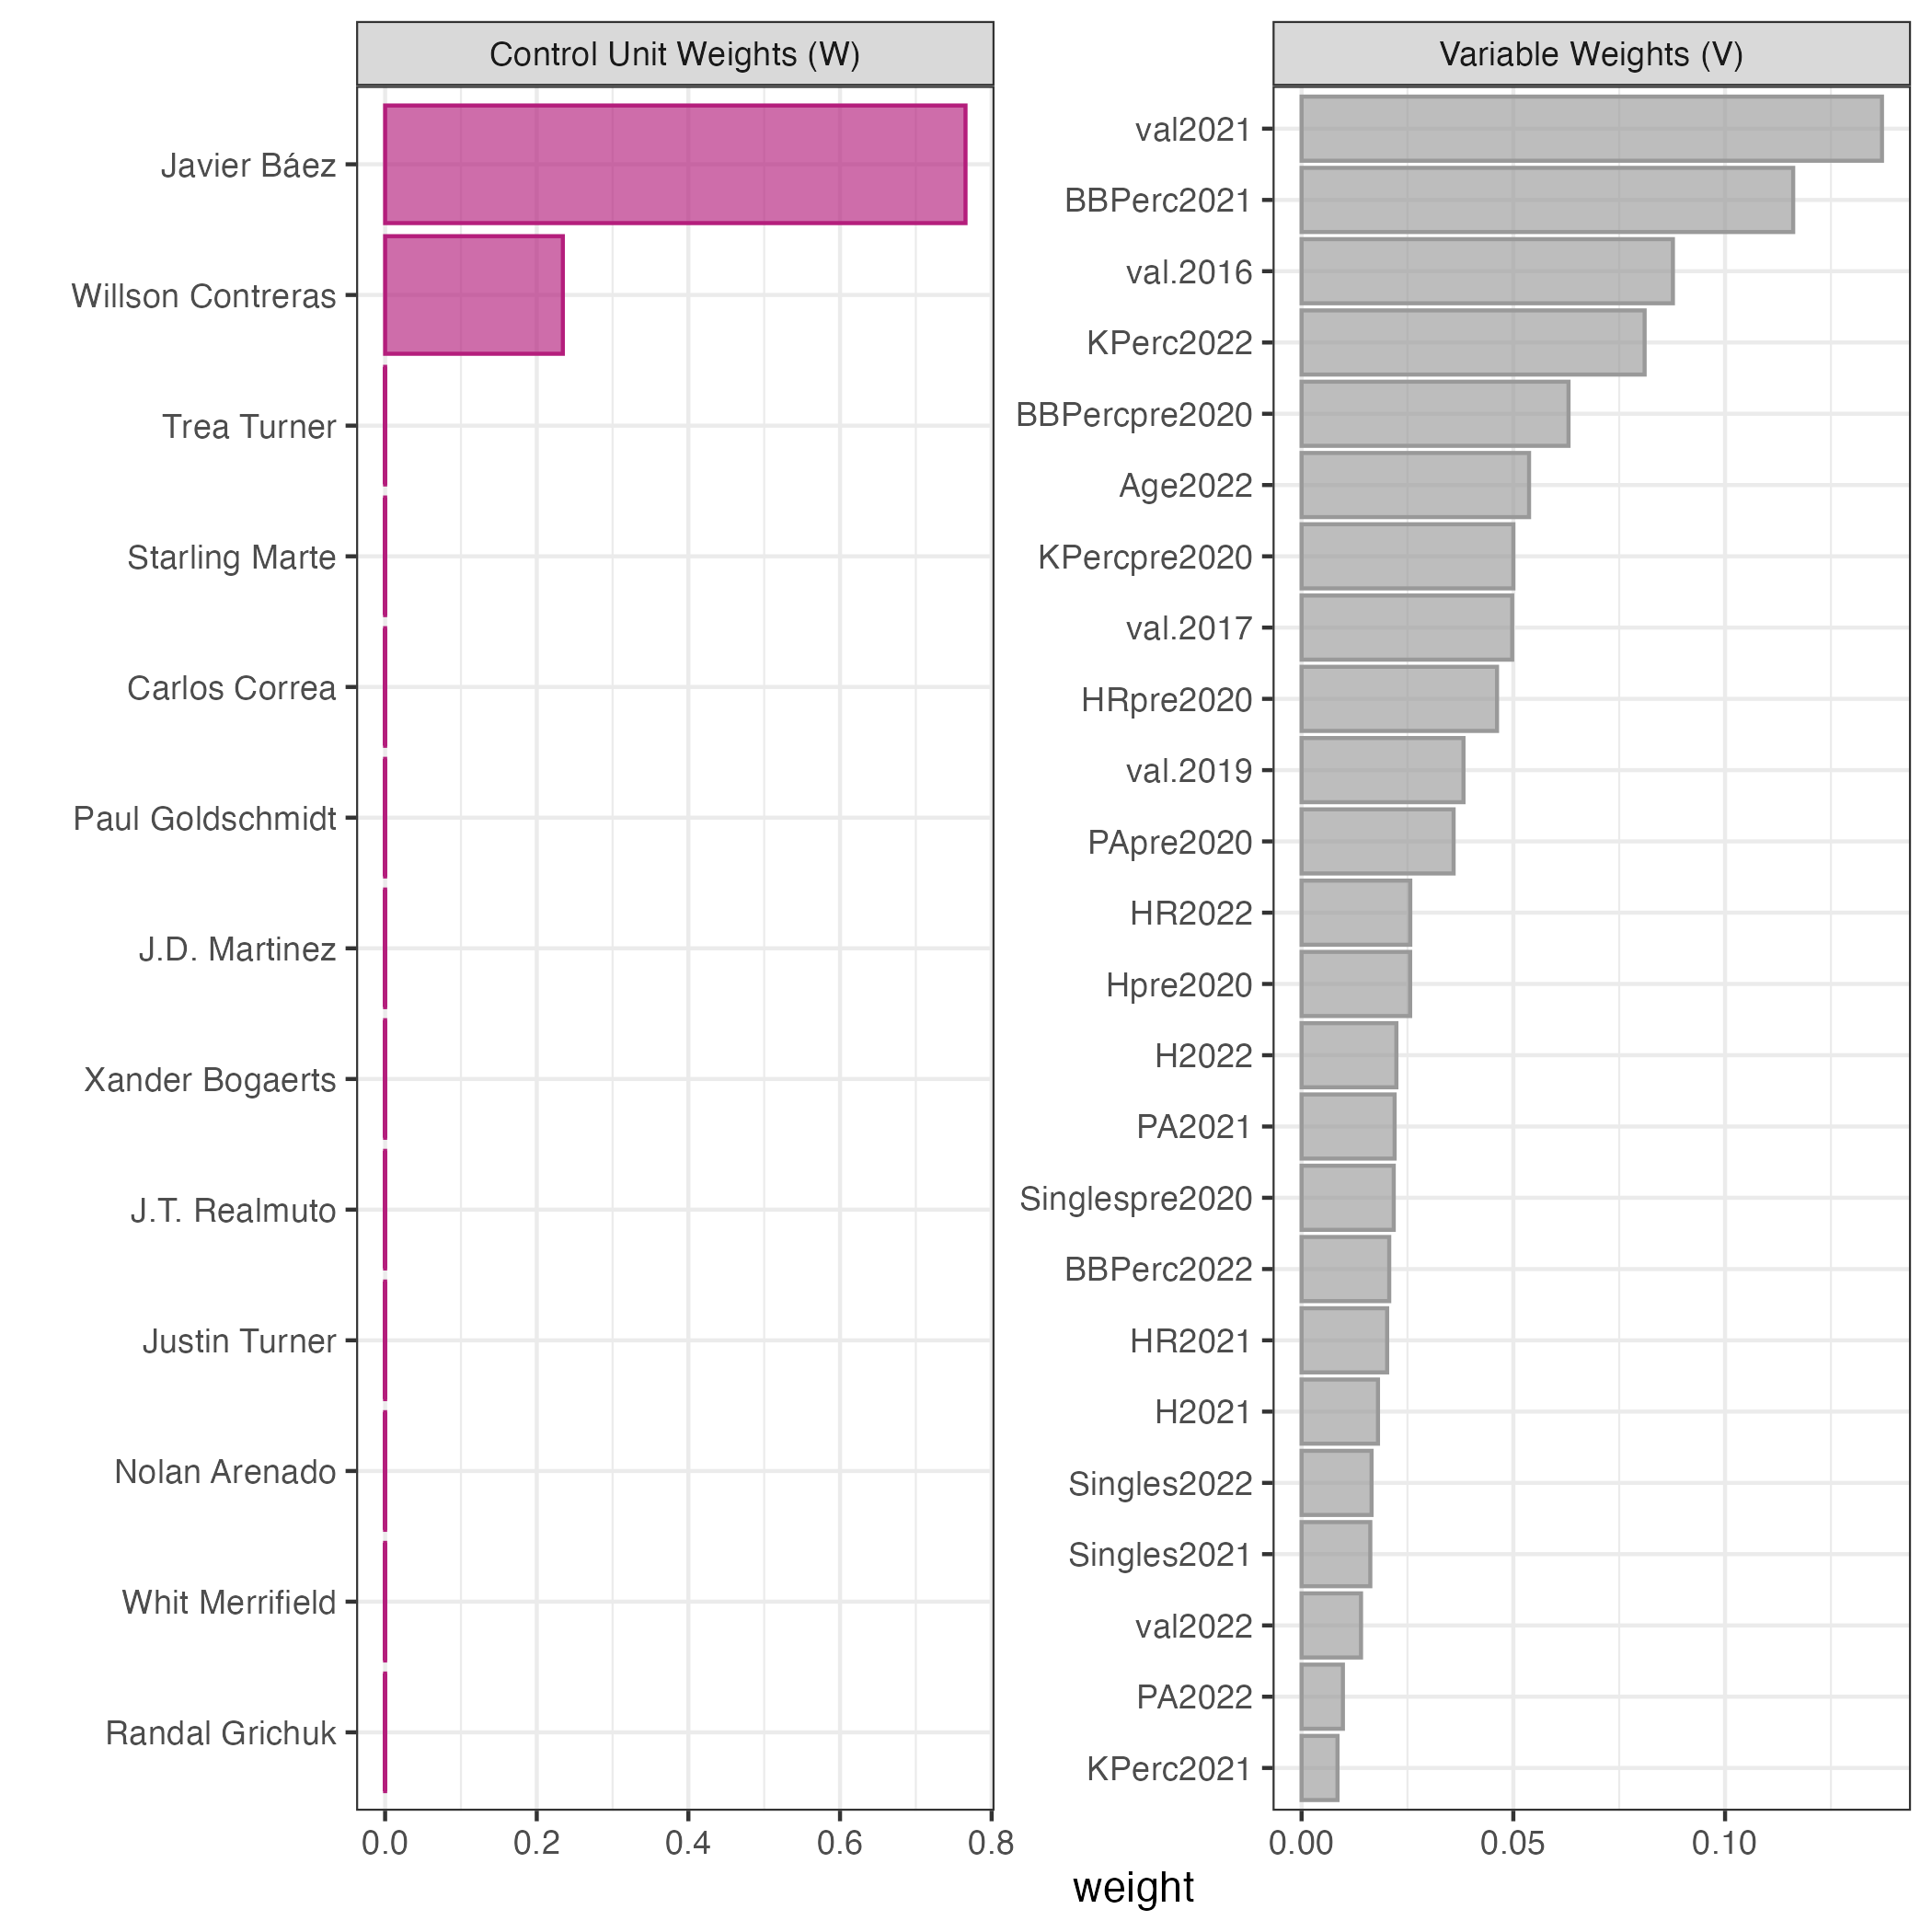 Control Unit Weights (W)
Javier Báez
Willson Contreras
Trea Turner
Starling Marte
Carlos Correa
Paul Goldschmidt
J.D. Martinez
Xander Bogaerts
J.T. Realmuto
Justin Turner
Nolan Arenado
Whit Merrifield
Randal Grichuk
0.0 0.2 0.4 0.6 0.8
Variable Weights (V)
val2021
BBPerc2021
val.2016
KPerc2022
BBPercpre2020
Age2022
KPercpre2020
val.2017
HRpre2020
val.2019
PApre2020
HR2022
Hpre2020
H2022
PA2021
Singlespre2020
BBPerc2022
HR2021
H2021
Singles2022
Singles2021
val2022
PA2022
KPerc2021
0.00 0.05 0.10
weight